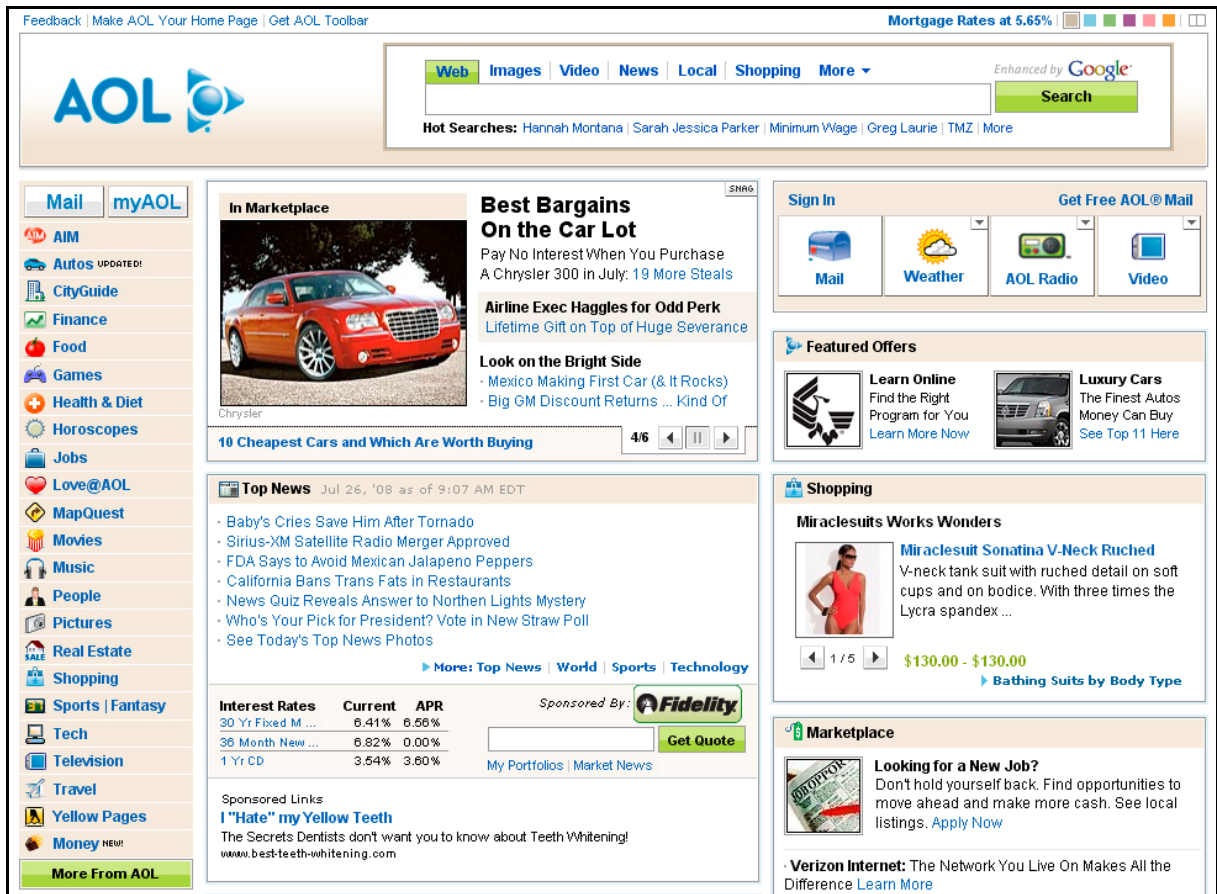 Feedback | Make AOL Your Home Page | Get AOL Toolbar
Mortgage Rates at 5.65%
AOL
Web Images Video News Local Shopping More
Enhanced by Google
Search
Hot Searches: Hannah Montana | Sarah Jessica Parker | Minimum Wage | Greg Laurie | TMZ | More
Mail myAOL
AIM
Autos UPDATED!
CityGuide
Finance
Food
Games
Health & Diet
Horoscopes
Jobs
Love@AOL
MapQuest
Movies
Music
People
Pictures
SALE
Real Estate
Shopping
Sports | Fantasy
Tech
Television
Travel
Yellow Pages
Money NEW!
More From AOL
SNAG
In Marketplace
Chrysler
Best Bargains
On the Car Lot
Pay No Interest When You Purchase
A Chrysler 300 in July: 19 More Steals
Airline Exec Haggles for Odd Perk
Lifetime Gift on Top of Huge Severance
Look on the Bright Side
· Mexico Making First Car (& It Rocks)
· Big GM Discount Returns ... Kind Of
10 Cheapest Cars and Which Are Worth Buying
4/6
Top News Jul 26, '08 as of 9:07 AM EDT
· Baby's Cries Save Him After Tornado
· Sirius-XM Satellite Radio Merger Approved
· FDA Says to Avoid Mexican Jalapeno Peppers
· California Bans Trans Fats in Restaurants
· News Quiz Reveals Answer to Northen Lights Mystery
· Who's Your Pick for President? Vote in New Straw Poll
· See Today's Top News Photos
More: Top News | World | Sports | Technology
Interest Rates Current APR
30 Yr Fixed M ... 6.41% 6.56%
36 Month New ... 6.82% 0.00%
1 Yr CD 3.54% 3.60%
Sponsored By: Fidelity
Get Quote
My Portfolios | Market News
Sponsored Links
I "Hate" my Yellow Teeth
The Secrets Dentists don't want you to know about Teeth Whitening!
www.best-teeth-whitening.com
Sign In
Get Free AOL® Mail
Mail
Weather
AOL Radio
Video
Featured Offers
Learn Online
Find the Right
Program for You
Learn More Now
Luxury Cars
The Finest Autos
Money Can Buy
See Top 11 Here
Shopping
Miraclesuits Works Wonders
Miraclesuit Sonatina V-Neck Ruched
V-neck tank suit with ruched detail on soft
cups and on bodice. With three times the
Lycra spandex ...
1 / 5
$130.00 - $130.00
Bathing Suits by Body Type
Marketplace
Looking for a New Job?
Don't hold yourself back. Find opportunities to
move ahead and make more cash. See local
listings. Apply Now
· Verizon Internet: The Network You Live On Makes All the
Difference Learn More